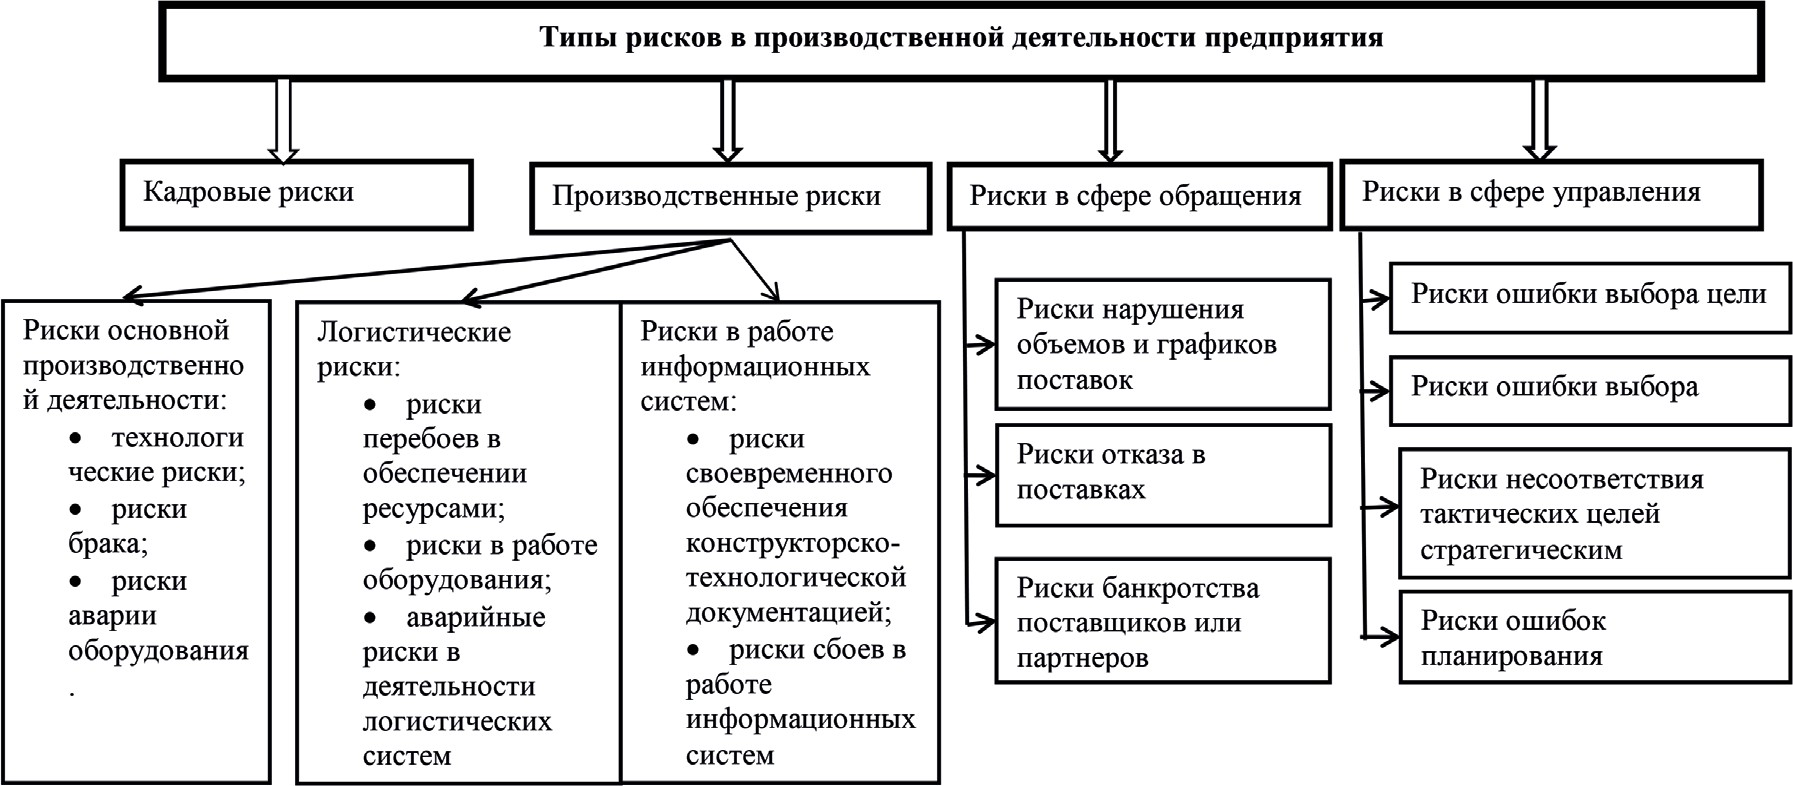 Типы рисков в производственной деятельности предприятия
Кадровые риски
Производственные риски
Риски в сфере обращения
Риски в сфере управления
Риски основной
производственно
й деятельности:
• технологи
ческие риски;
• риски
брака;
• риски
аварии
оборудования
.
Логистические
риски:
• риски
перебоев в
обеспечении
ресурсами;
• риски в работе
оборудования;
• аварийные
риски в
деятельности
логистических
систем
Риски в работе
информационных
систем:
• риски
своевременного
обеспечения
конструкторско-
технологической
документацией;
• риски сбоев в
работе
информационных
систем
Риски нарушения
объемов и графиков
поставок
Риски отказа в
поставках
Риски банкротства
поставщиков или
партнеров
Риски ошибки выбора цели
Риски ошибки выбора
Риски несоответствия
тактических целей
стратегическим
Риски ошибок
планирования